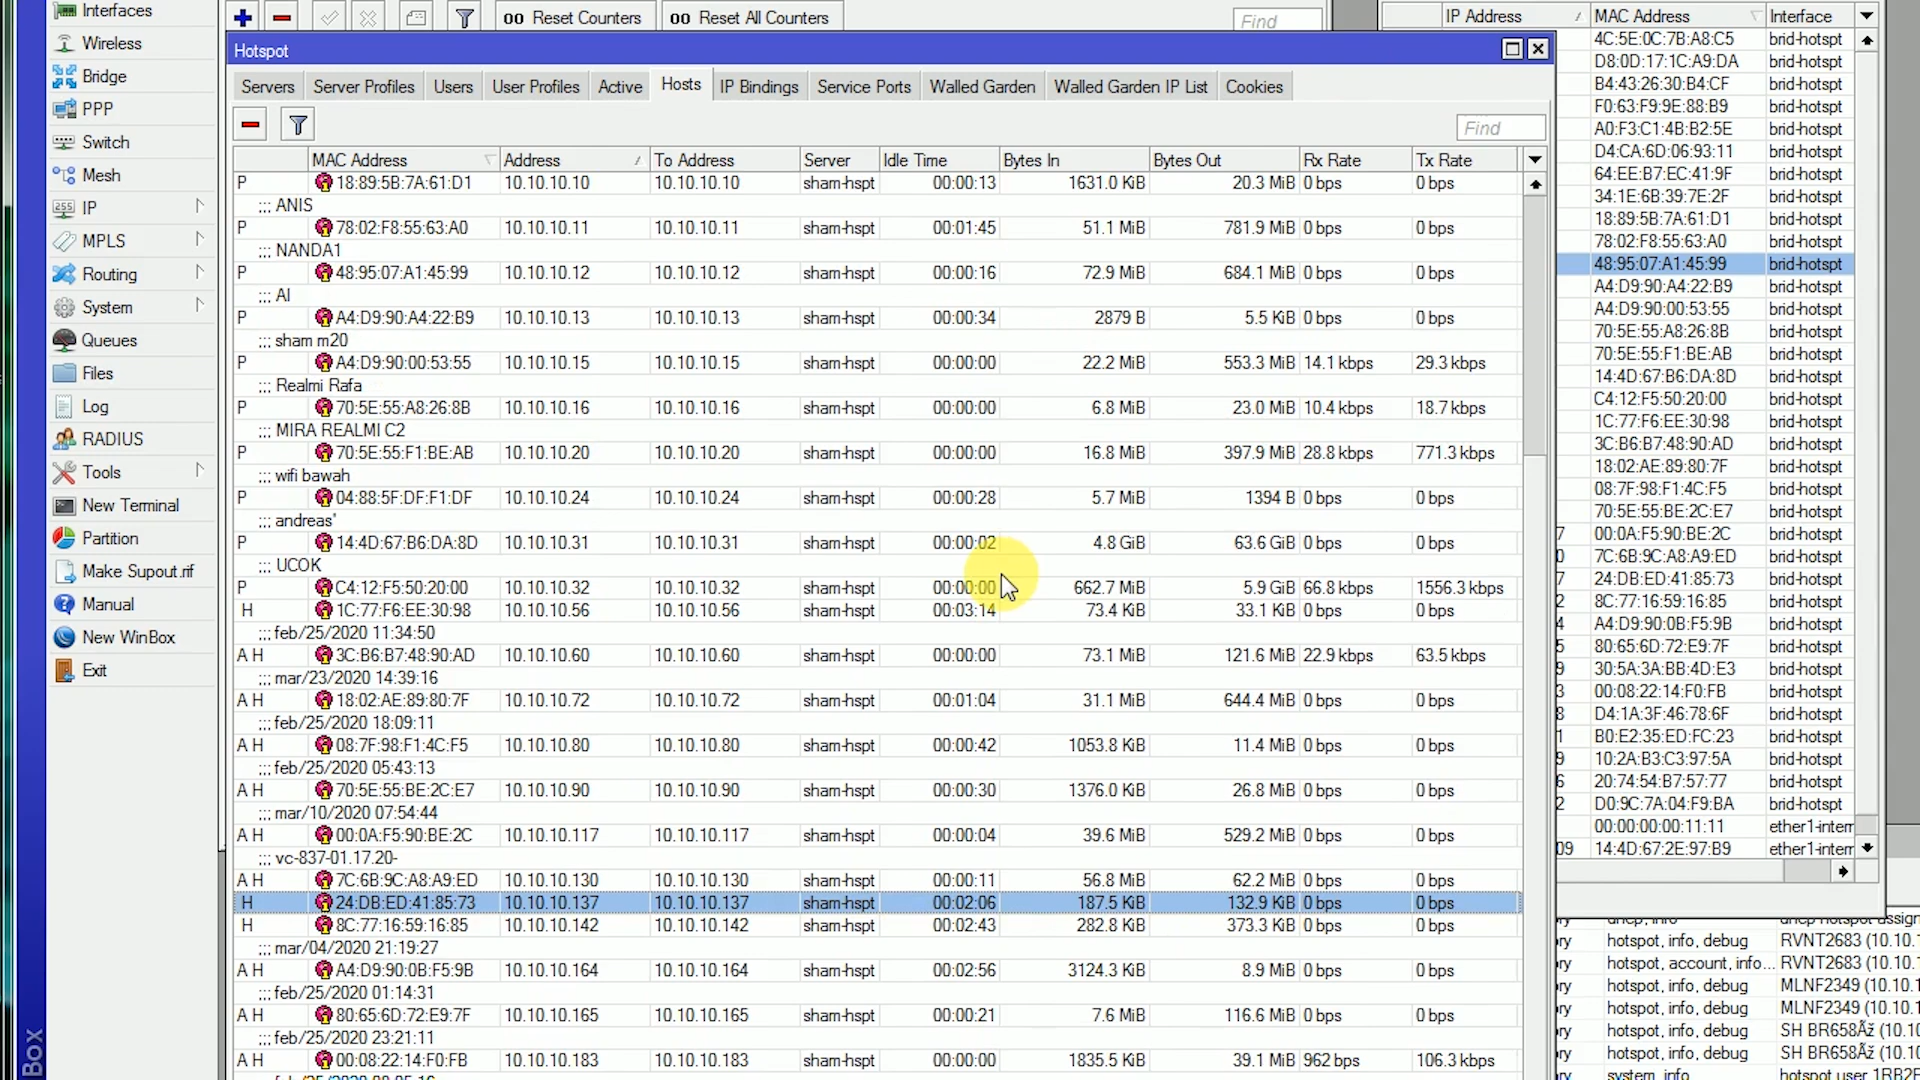 Interfaces
Wireless
Bridge
PPP
Switch
Mesh
IP
MPLS
Routing
System
Queues
Files
Log
RADIUS
Tools
New Terminal
Partition
Make Supout.rif
Manual
New WinBox
Exit
Box
00 Reset Counters
00 Reset All Counters
Find
Hotspot
Servers Server Profiles Users User Profiles Active Hosts IP Bindings Service Ports Walled Garden Walled Garden IP List Cookies
Find
MAC Address Address To Address Server Idle Time Bytes In Bytes Out Rx Rate Tx Rate
P 18:89:5B:7A:61:D1 10.10.10.10 10.10.10.10 sham-hspt 00:00:13 1631.0 KiB 20.3 MiB 0 bps 0 bps
;;; ANIS
P 78:02:F8:55:63:A0 10.10.10.11 10.10.10.11 sham-hspt 00:01:45 51.1 MiB 781.9 MiB 0 bps 0 bps
;;; NANDA1
P 48:95:07:A1:45:99 10.10.10.12 10.10.10.12 sham-hspt 00:00:16 72.9 MiB 684.1 MiB 0 bps 0 bps
;;; AI
P A4:D9:90:A4:22:B9 10.10.10.13 10.10.10.13 sham-hspt 00:00:34 2879 B 5.5 KiB 0 bps 0 bps
;;; sham m20
P A4:D9:90:00:53:55 10.10.10.15 10.10.10.15 sham-hspt 00:00:00 22.2 MiB 553.3 MiB 14.1 kbps 29.3 kbps
;;; Realmi Rafa
P 70:5E:55:A8:26:8B 10.10.10.16 10.10.10.16 sham-hspt 00:00:00 6.8 MiB 23.0 MiB 10.4 kbps 18.7 kbps
;;; MIRA REALMI C2
P 70:5E:55:F1:BE:AB 10.10.10.20 10.10.10.20 sham-hspt 00:00:00 16.8 MiB 397.9 MiB 28.8 kbps 771.3 kbps
;;; wifi bawah
P 04:88:5F:DF:F1:DF 10.10.10.24 10.10.10.24 sham-hspt 00:00:28 5.7 MiB 1394 B 0 bps 0 bps
;;; andreas'
P 14:4D:67:B6:DA:8D 10.10.10.31 10.10.10.31 sham-hspt 00:00:02 4.8 GiB 63.6 GiB 0 bps 0 bps
;;; UCOK
P C4:12:F5:50:20:00 10.10.10.32 10.10.10.32 sham-hspt 00:00:00 662.7 MiB 5.9 GiB 66.8 kbps 1556.3 kbps
H 1C:77:F6:EE:30:98 10.10.10.56 10.10.10.56 sham-hspt 00:03:14 73.4 KiB 33.1 KiB 0 bps 0 bps
;;; feb/25/2020 11:34:50
A H 3C:B6:B7:48:90:AD 10.10.10.60 10.10.10.60 sham-hspt 00:00:00 73.1 MiB 121.6 MiB 22.9 kbps 63.5 kbps
;;; mar/23/2020 14:39:16
A H 18:02:AE:89:80:7F 10.10.10.72 10.10.10.72 sham-hspt 00:01:04 31.1 MiB 644.4 MiB 0 bps 0 bps
;;; feb/25/2020 18:09:11
A H 08:7F:98:F1:4C:F5 10.10.10.80 10.10.10.80 sham-hspt 00:00:42 1053.8 KiB 11.4 MiB 0 bps 0 bps
;;; feb/25/2020 05:43:13
A H 70:5E:55:BE:2C:E7 10.10.10.90 10.10.10.90 sham-hspt 00:00:30 1376.0 KiB 26.8 MiB 0 bps 0 bps
;;; mar/10/2020 07:54:44
A H 00:0A:F5:90:BE:2C 10.10.10.117 10.10.10.117 sham-hspt 00:00:04 39.6 MiB 529.2 MiB 0 bps 0 bps
;;; vc-837-01.17.20-
A H 7C:6B:9C:A8:A9:ED 10.10.10.130 10.10.10.130 sham-hspt 00:00:11 56.8 MiB 62.2 MiB 0 bps 0 bps
H 24:DB:ED:41:85:73 10.10.10.137 10.10.10.137 sham-hspt 00:02:06 187.5 KiB 132.9 KiB 0 bps 0 bps
H 8C:77:16:59:16:85 10.10.10.142 10.10.10.142 sham-hspt 00:02:43 282.8 KiB 373.3 KiB 0 bps 0 bps
;;; mar/04/2020 21:19:27
A H A4:D9:90:0B:F5:9B 10.10.10.164 10.10.10.164 sham-hspt 00:02:56 3124.3 KiB 8.9 MiB 0 bps 0 bps
;;; feb/25/2020 01:14:31
A H 80:65:6D:72:E9:7F 10.10.10.165 10.10.10.165 sham-hspt 00:00:21 7.6 MiB 116.6 MiB 0 bps 0 bps
;;; feb/25/2020 23:21:11
A H 00:08:22:14:F0:FB 10.10.10.183 10.10.10.183 sham-hspt 00:00:00 1835.5 KiB 39.1 MiB 962 bps 106.3 kbps
IP Address MAC Address Interface
4C:5E:0C:7B:A8:C5 brid-hotspt
D8:0D:17:1C:A9:DA brid-hotspt
B4:43:26:30:B4:CF brid-hotspt
F0:63:F9:9E:88:B9 brid-hotspt
A0:F3:C1:4B:B2:5E brid-hotspt
D4:CA:6D:06:93:11 brid-hotspt
64:EE:B7:EC:41:9F brid-hotspt
34:1E:6B:39:7E:2F brid-hotspt
18:89:5B:7A:61:D1 brid-hotspt
78:02:F8:55:63:A0 brid-hotspt
48:95:07:A1:45:99 brid-hotspt
A4:D9:90:A4:22:B9 brid-hotspt
A4:D9:90:00:53:55 brid-hotspt
70:5E:55:A8:26:8B brid-hotspt
70:5E:55:F1:BE:AB brid-hotspt
14:4D:67:B6:DA:8D brid-hotspt
C4:12:F5:50:20:00 brid-hotspt
1C:77:F6:EE:30:98 brid-hotspt
3C:B6:B7:48:90:AD brid-hotspt
18:02:AE:89:80:7F brid-hotspt
08:7F:98:F1:4C:F5 brid-hotspt
70:5E:55:BE:2C:E7 brid-hotspt
7 00:0A:F5:90:BE:2C brid-hotspt
0 7C:6B:9C:A8:A9:ED brid-hotspt
7 24:DB:ED:41:85:73 brid-hotspt
2 8C:77:16:59:16:85 brid-hotspt
4 A4:D9:90:0B:F5:9B brid-hotspt
5 80:65:6D:72:E9:7F brid-hotspt
9 30:5A:3A:BB:4D:E3 brid-hotspt
3 00:08:22:14:F0:FB brid-hotspt
8 D4:1A:3F:46:78:6F brid-hotspt
1 B0:E2:35:ED:FC:23 brid-hotspt
9 10:2A:B3:C3:97:5A brid-hotspt
6 20:74:54:B7:57:77 brid-hotspt
2 D0:9C:7A:04:F9:BA brid-hotspt
00:00:00:00:11:11 ether1-intern
09 14:4D:67:2E:97:B9 ether1-intern
ry hotspot, info, debug RVNT2683 (10.10.1
ry hotspot, account, info... RVNT2683 (10.10.1
ry hotspot, info, debug MLNF2349 (10.10.1
ry hotspot, info, debug MLNF2349 (10.10.1
ry hotspot, info, debug SH BR658Ãž (10.10
ry hotspot, info, debug SH BR658Ãž (10.10